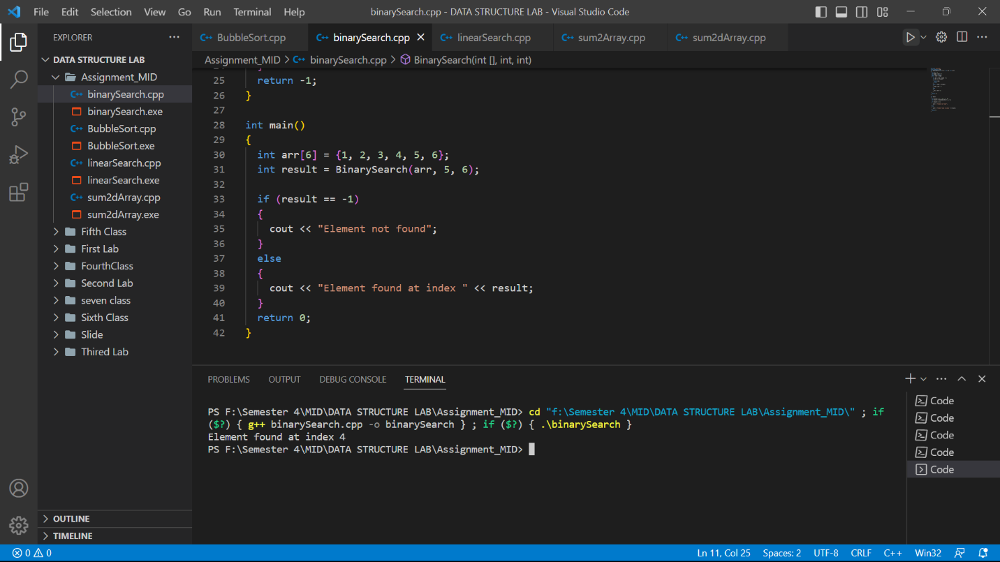 File Edit Selection View Go Run Terminal Help
binarySearch.cpp - DATA STRUCTURE LAB - Visual Studio Code
EXPLORER
DATA STRUCTURE LAB
Assignment_MID
binarySearch.cpp
binarySearch.exe
BubbleSort.cpp
BubbleSort.exe
linearSearch.cpp
linearSearch.exe
sum2dArray.cpp
sum2dArray.exe
Fifth Class
First Lab
FourthClass
Second Lab
seven class
Sixth Class
Slide
Thired Lab
OUTLINE
TIMELINE
BubbleSort.cpp binarySearch.cpp linearSearch.cpp sum2Array.cpp sum2dArray.cpp
Assignment_MID > binarySearch.cpp > BinarySearch(int [], int, int)
25 return -1;
26 }
27
28 int main()
29 {
30 int arr[6] = {1, 2, 3, 4, 5, 6};
31 int result = BinarySearch(arr, 5, 6);
32
33 if (result == -1)
34 {
35 cout << "Element not found";
36 }
37 else
38 {
39 cout << "Element found at index " << result;
40 }
41 return 0;
42 }
PROBLEMS OUTPUT DEBUG CONSOLE TERMINAL
PS F:\Semester 4\MID\DATA STRUCTURE LAB\Assignment_MID> cd "f:\Semester 4\MID\DATA STRUCTURE LAB\Assignment_MID\" ; if
($?) { g++ binarySearch.cpp -o binarySearch } ; if ($?) { .\binarySearch }
Element found at index 4
PS F:\Semester 4\MID\DATA STRUCTURE LAB\Assignment_MID>
Code
Code
Code
Code
Code
0 0 Ln 11, Col 25 Spaces: 2 UTF-8 CRLF C++ Win32